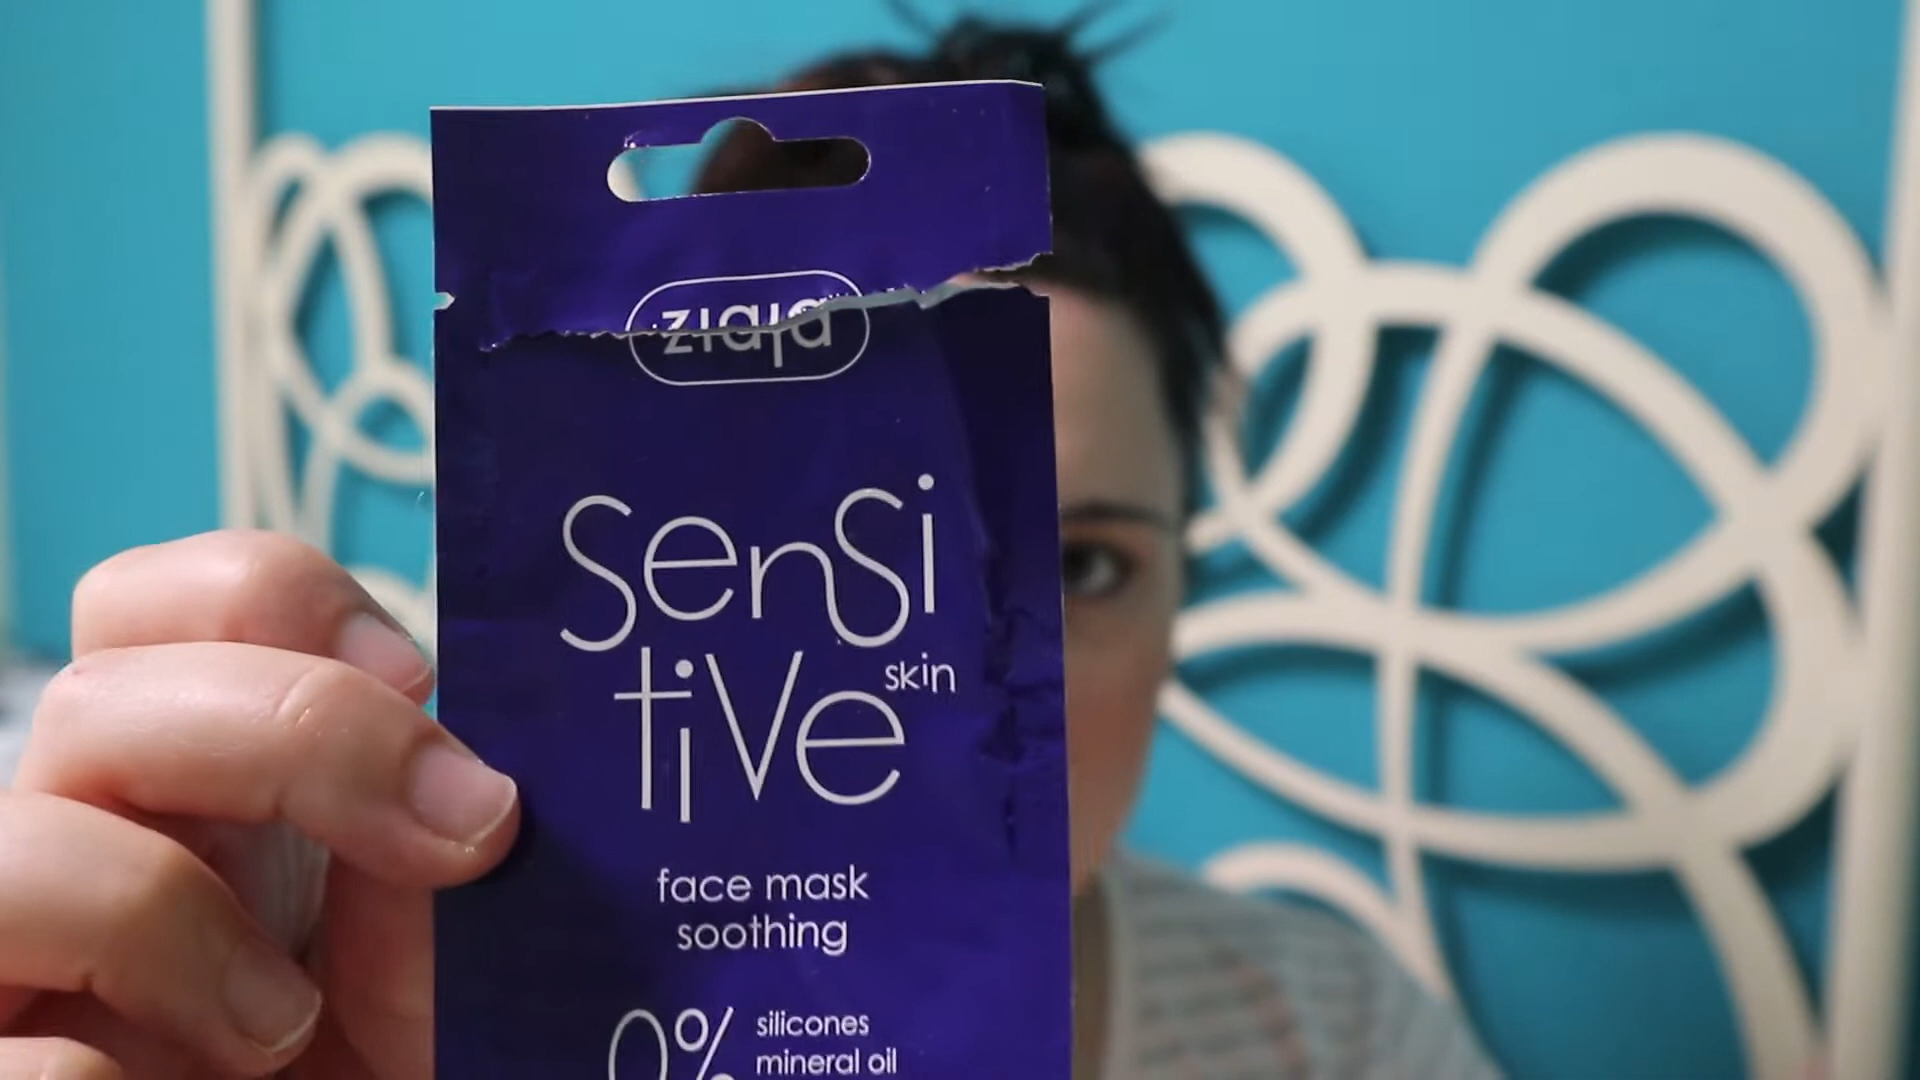 ziaja
sensi
tive skin
face mask
soothing
0% silicones
mineral oil